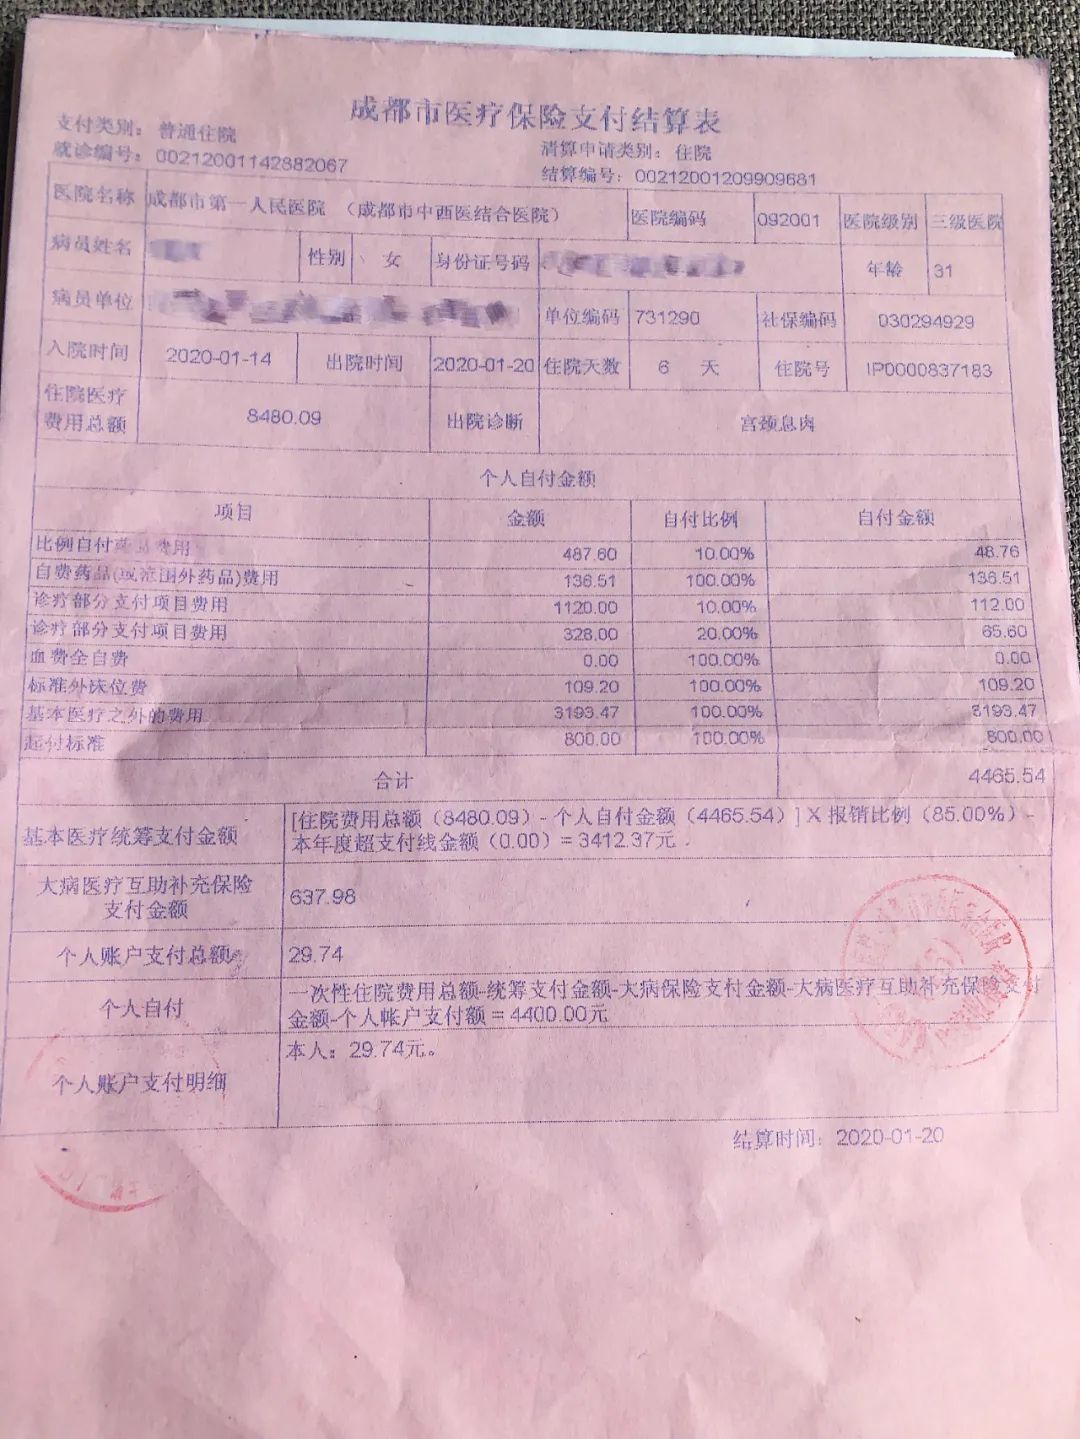 成都市医疗保险支付结算表
支付类别：普通住院
清算申请类别：住院
就诊编号：00212001142882067
结算编号：00212001209909681
医院名称 成都市第一人民医院（成都市中西医结合医院） 医院编码 092001 医院级别 三级医院
病员姓名 性别 女 身份证号码 年龄 31
病员单位 单位编码 731290 社保编码 030294929
入院时间 2020-01-14 出院时间 2020-01-20 住院天数 6 天 住院号 IP0000837183
住院医疗费用总额 8480.09 出院诊断 宫颈息肉
个人自付金额
项目 金额 自付比例 自付金额
比例自付药品费用 487.60 10.00% 48.76
自费药品(或范围外药品)费用 136.51 100.00% 136.51
诊疗部分支付项目费用 1120.00 10.00% 112.00
诊疗部分支付项目费用 328.00 20.00% 65.60
血费全自费 0.00 100.00% 0.00
标准外床位费 109.20 100.00% 109.20
基本医疗之外的费用 3193.47 100.00% 3193.47
起付标准 800.00 100.00% 800.00
合计 4465.54
基本医疗统筹支付金额 [住院费用总额（8480.09）-个人自付金额（4465.54）] X 报销比例（85.00%）-
本年度超支付线金额（0.00）=3412.37元.
大病医疗互助补充保险
支付金额 637.98
个人账户支付总额 29.74
个人自付 一次性住院费用总额-统筹支付金额-大病保险支付金额-大病医疗互助补充保险支付
金额-个人帐户支付额=4400.00元
个人账户支付明细 本人：29.74元。
结算时间：2020-01-20